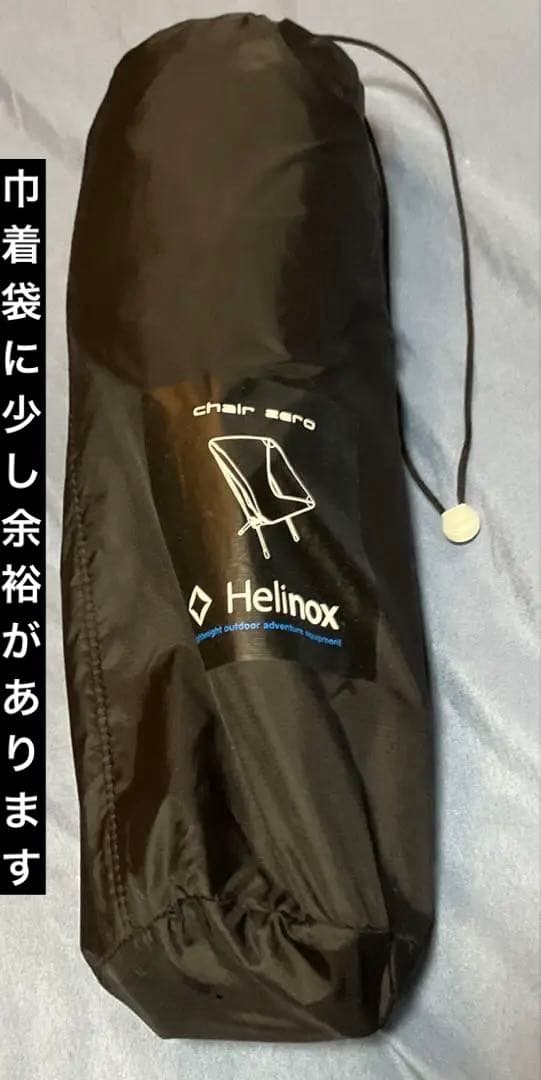 巾着袋に少し余裕があります
chair zero
Helinox
lightweight outdoor adventure equipment